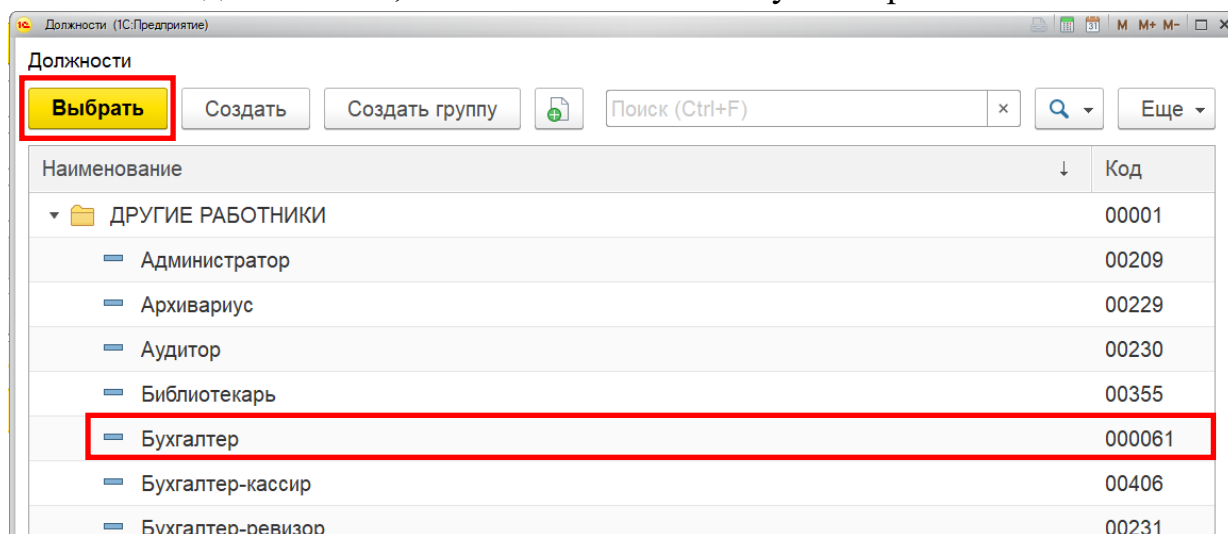 Должности (1С:Предприятие) M M+ M-
Должности
Выбрать Создать Создать группу Поиск (Ctrl+F) × Еще
Наименование ↓ Код
ДРУГИЕ РАБОТНИКИ 00001
Администратор 00209
Архивариус 00229
Аудитор 00230
Библиотекарь 00355
Бухгалтер 000061
Бухгалтер-кассир 00406
Бухгалтер-ревизор 00231